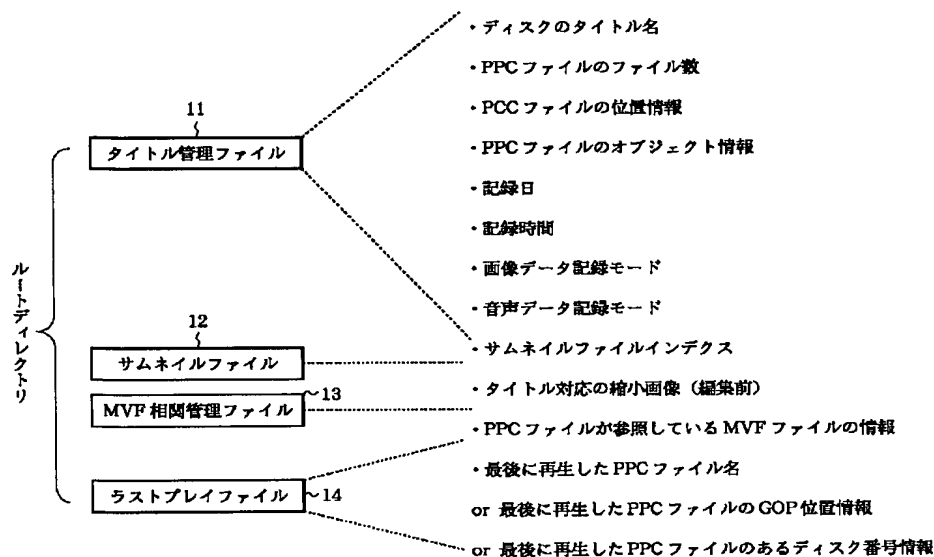 ・ディスクのタイトル名
・PPCファイルのファイル数
・PCCファイルの位置情報
・PPCファイルのオブジェクト情報
・記録日
・記録時間
・画像データ記録モード
・音声データ記録モード
・サムネイルファイルインデクス
・タイトル対応の縮小画像（編集前）
・PPCファイルが参照しているMVFファイルの情報
・最後に再生したPPCファイル名
or 最後に再生したPPCファイルのGOP位置情報
or 最後に再生したPPCファイルのあるディスク番号情報
ルートディレクトリ
11
タイトル管理ファイル
12
サムネイルファイル
13
MVF相関管理ファイル
ラストプレイファイル
14